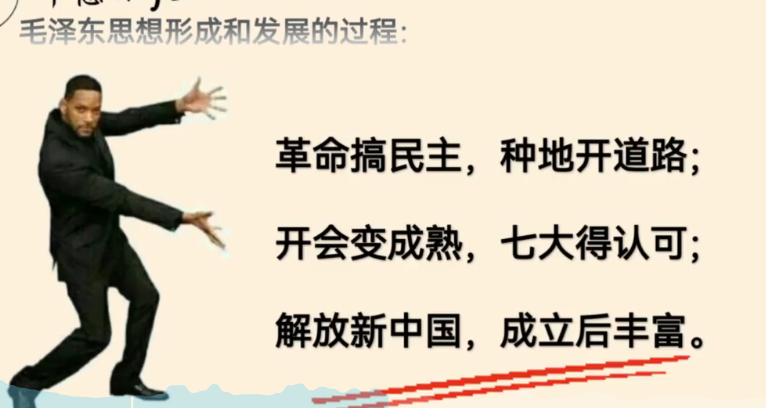 毛泽东思想形成和发展的过程:
革命搞民主，种地开道路;
开会变成熟，七大得认可;
解放新中国，成立后丰富。